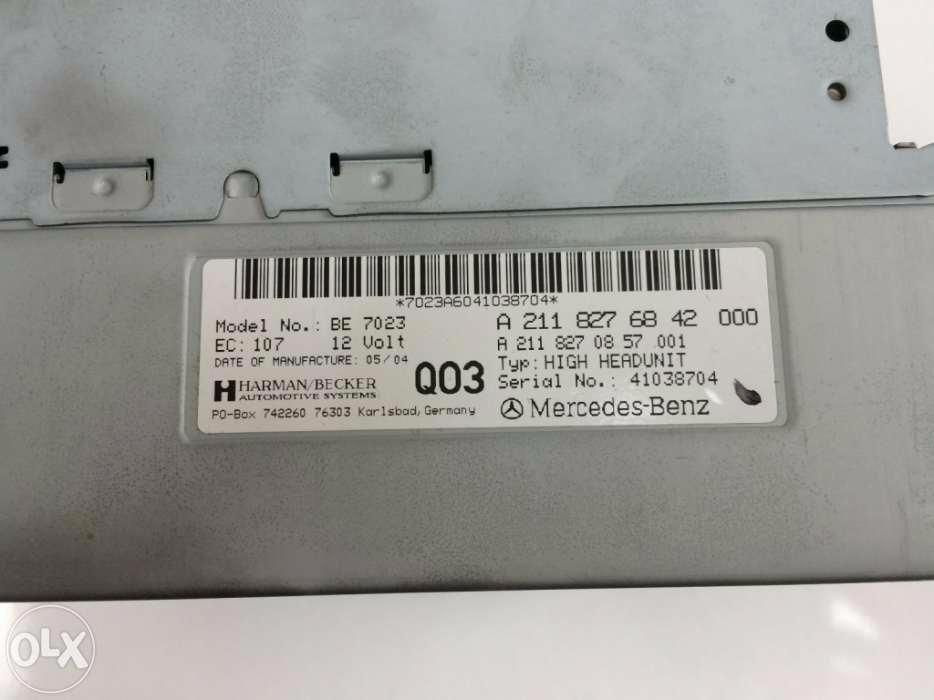 *7023A6041038704*
Model No.: BE 7023
EC: 107 12 Volt
DATE OF MANUFACTURE: 05/04
HARMAN/BECKER
AUTOMOTIVE SYSTEMS
PO-Box 742260 76303 Karlsbad, Germany
Q03
A 211 827 68 42 000
A 211 827 08 57 001
Typ: HIGH HEADUNIT
Serial No.: 41038704
Mercedes-Benz
OLX